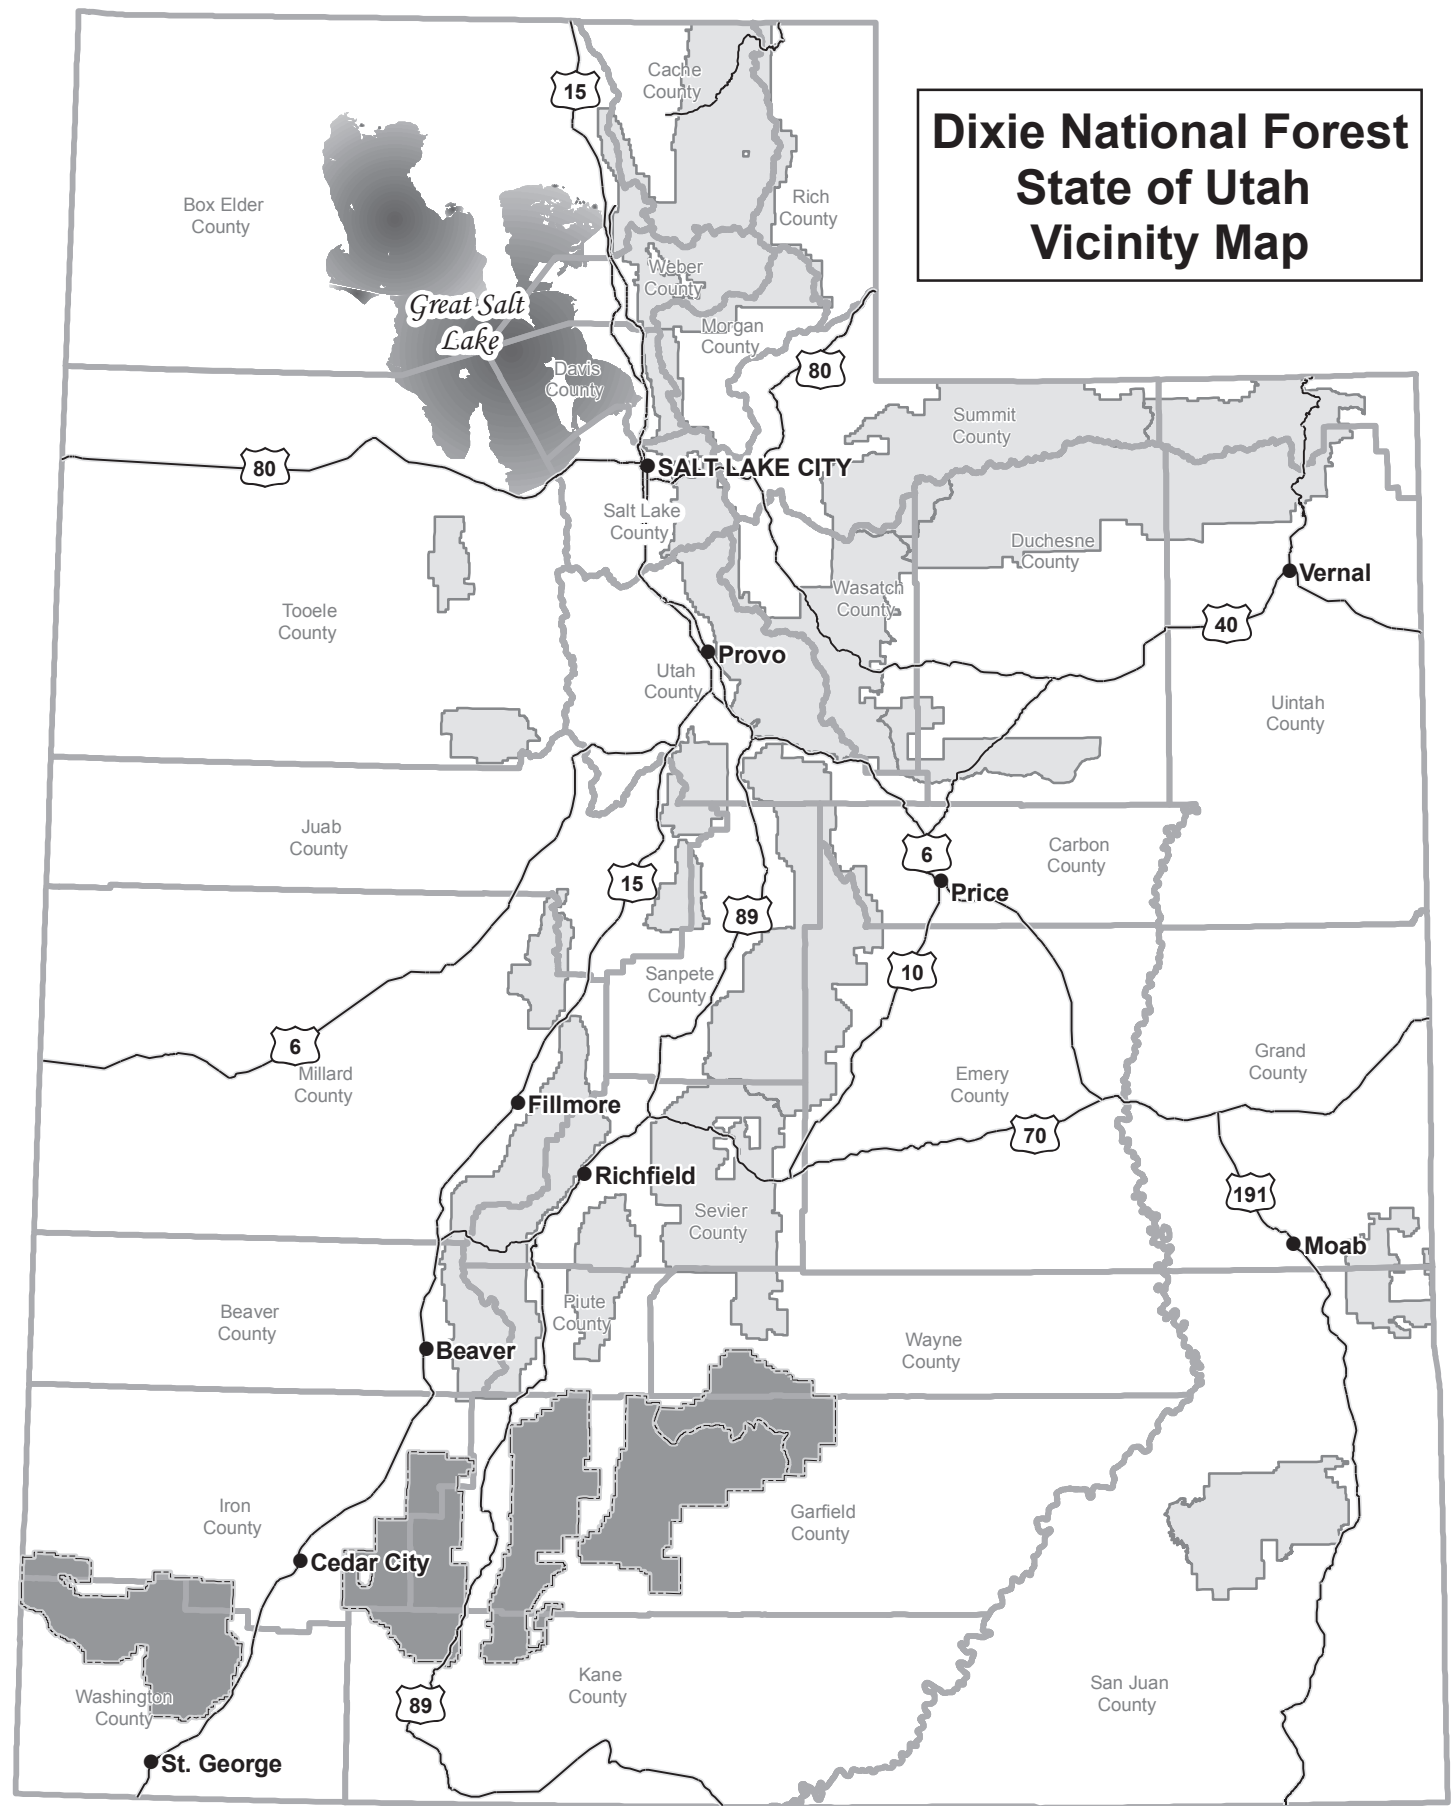 Dixie National Forest
State of Utah
Vicinity Map
Cache
County
15
Box Elder
County
Rich
County
Weber
County
Great Salt
Lake
Morgan
County
80
Davis
County
Summit
County
80
SALT LAKE CITY
Salt Lake
County
Duchesne
County
Vernal
Wasatch
County
Tooele
County
40
Provo
Utah
County
Uintah
County
Juab
County
6
Carbon
County
15
Price
89
10
Sanpete
County
6
Millard
County
Grand
County
Emery
County
Fillmore
70
Richfield
191
Sevier
County
Moab
Piute
County
Beaver
County
Wayne
County
Beaver
Iron
County
Garfield
County
Cedar City
Kane
County
San Juan
County
Washington
County
89
St. George